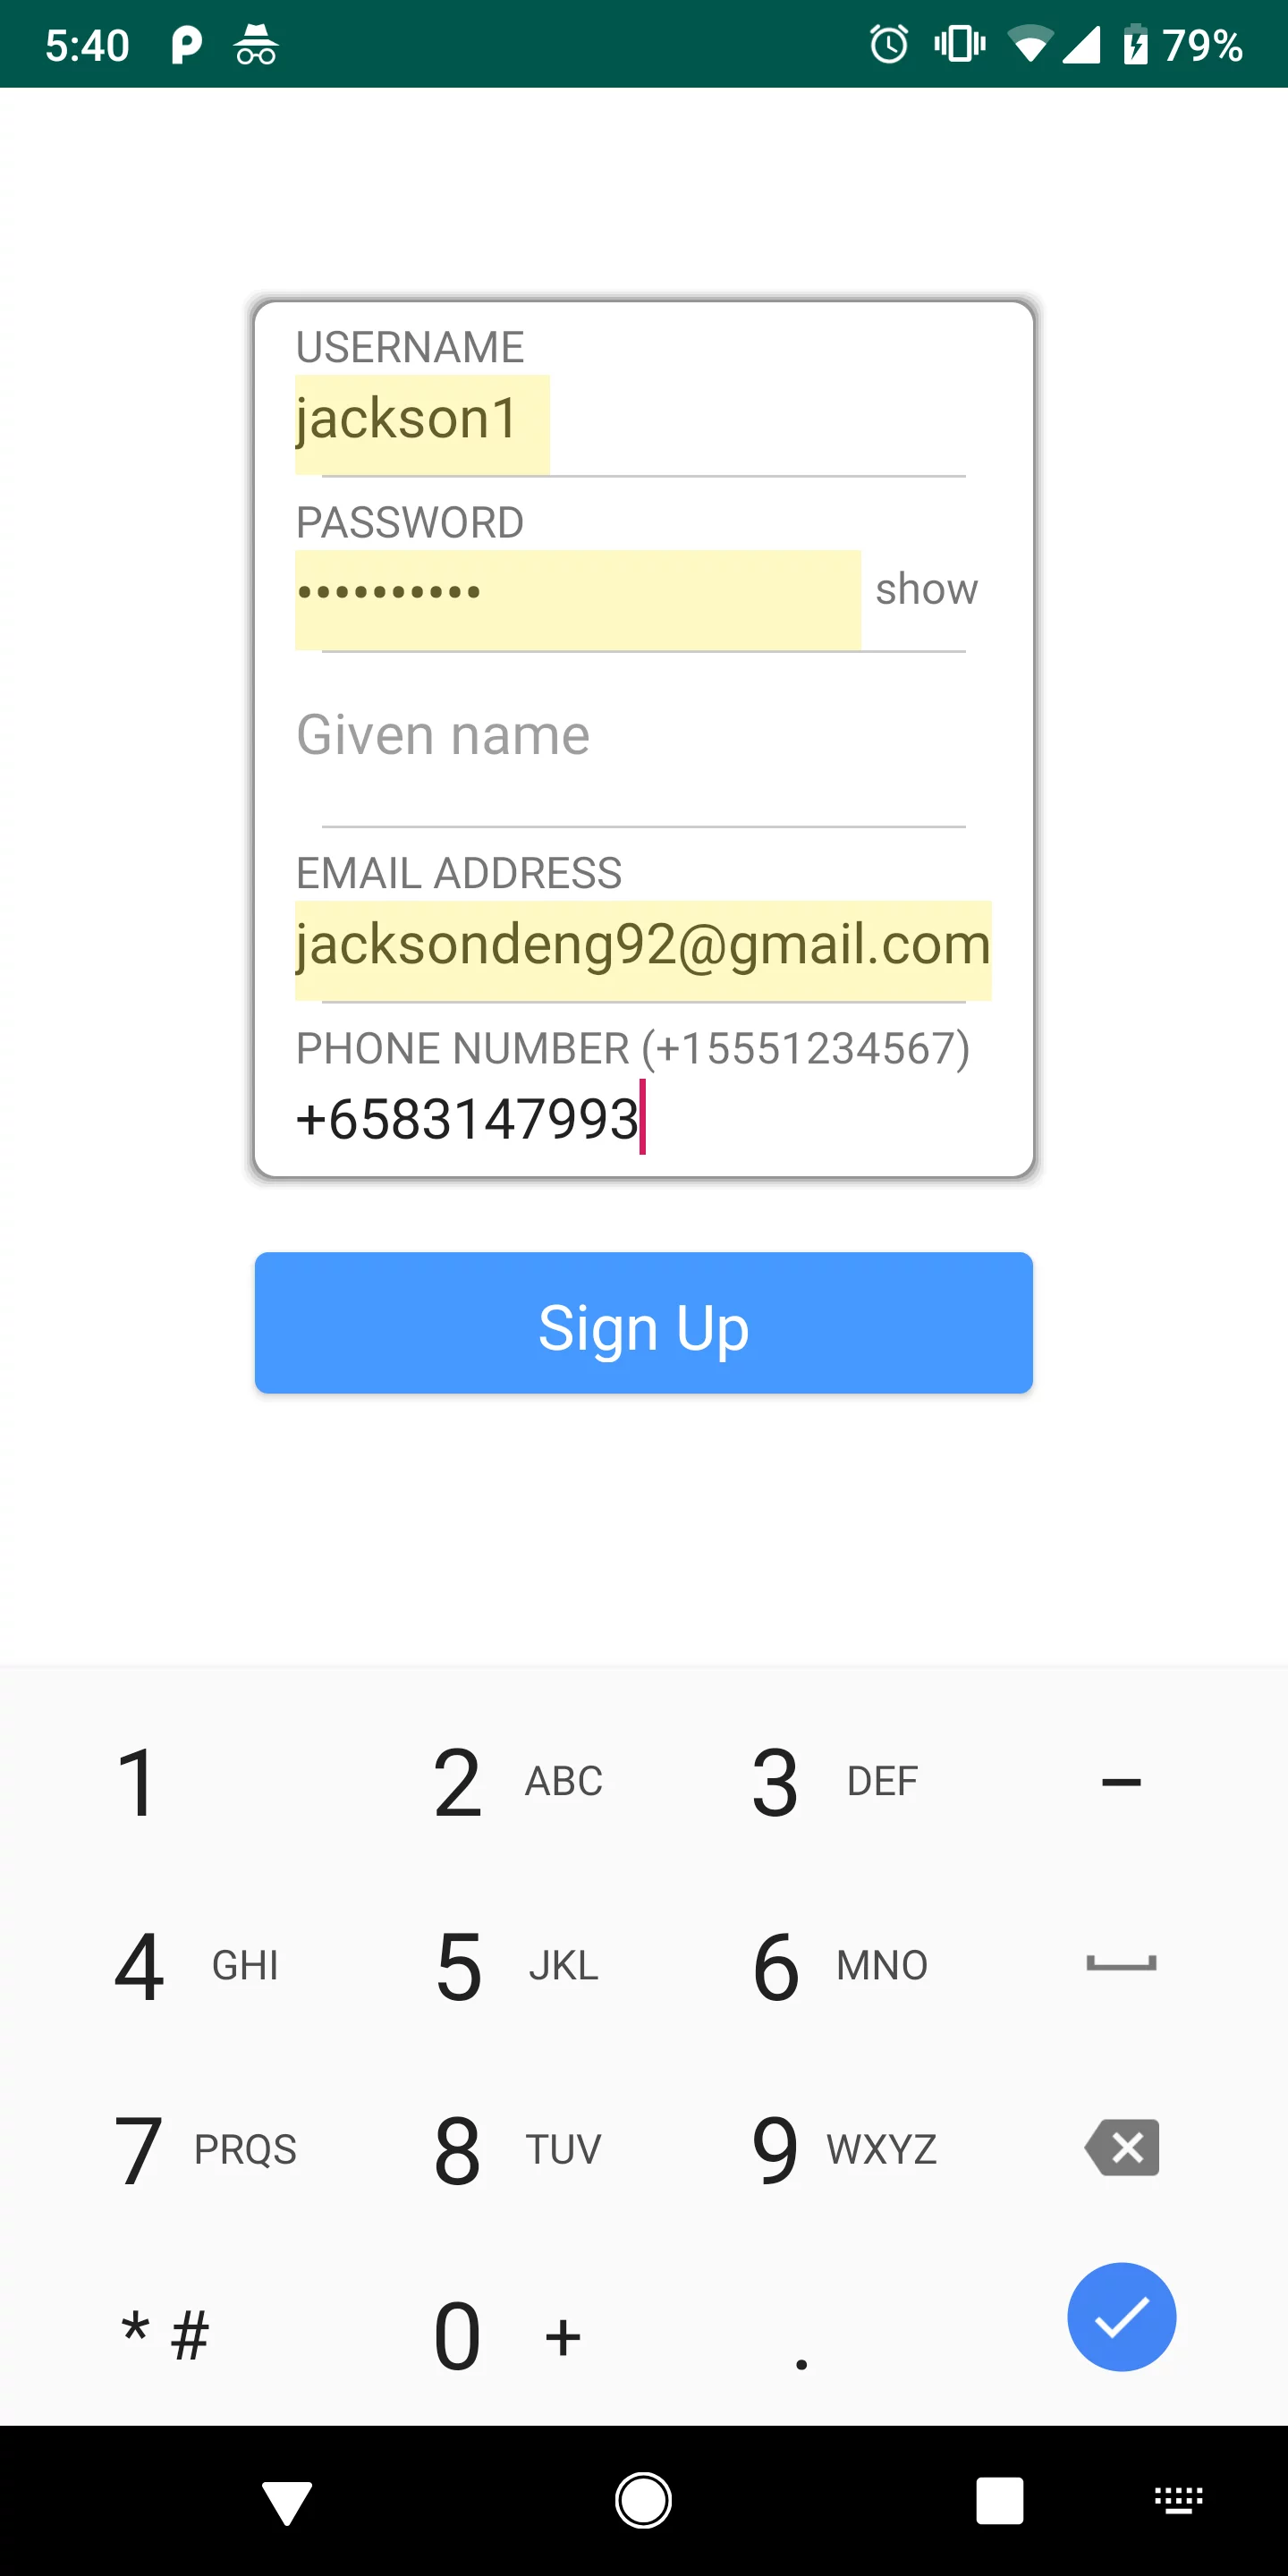 5:40 79%
USERNAME
jackson1
PASSWORD
•••••••••• show
Given name
EMAIL ADDRESS
jacksondeng92@gmail.com
PHONE NUMBER (+15551234567)
+6583147993
Sign Up
1 2 ABC 3 DEF –
4 GHI 5 JKL 6 MNO
7 PRQS 8 TUV 9 WXYZ
* # 0 + .